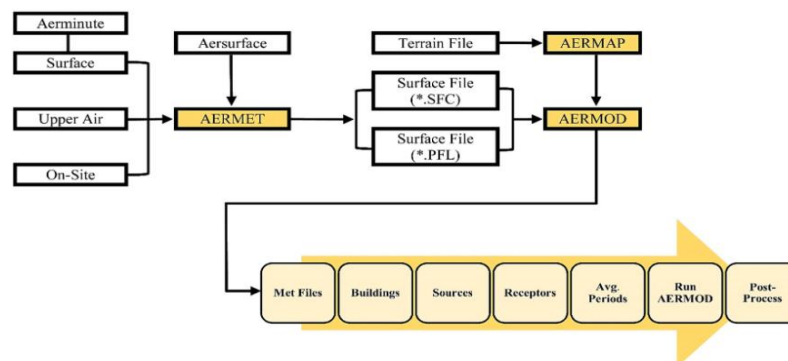 Aerminute
Surface
Upper Air
On-Site
Aersurface
AERMET
Terrain File
AERMAP
Surface File
(*.SFC)
Surface File
(*.PFL)
AERMOD
Met Files
Buildings
Sources
Receptors
Avg.
Periods
Run
AERMOD
Post-
Process